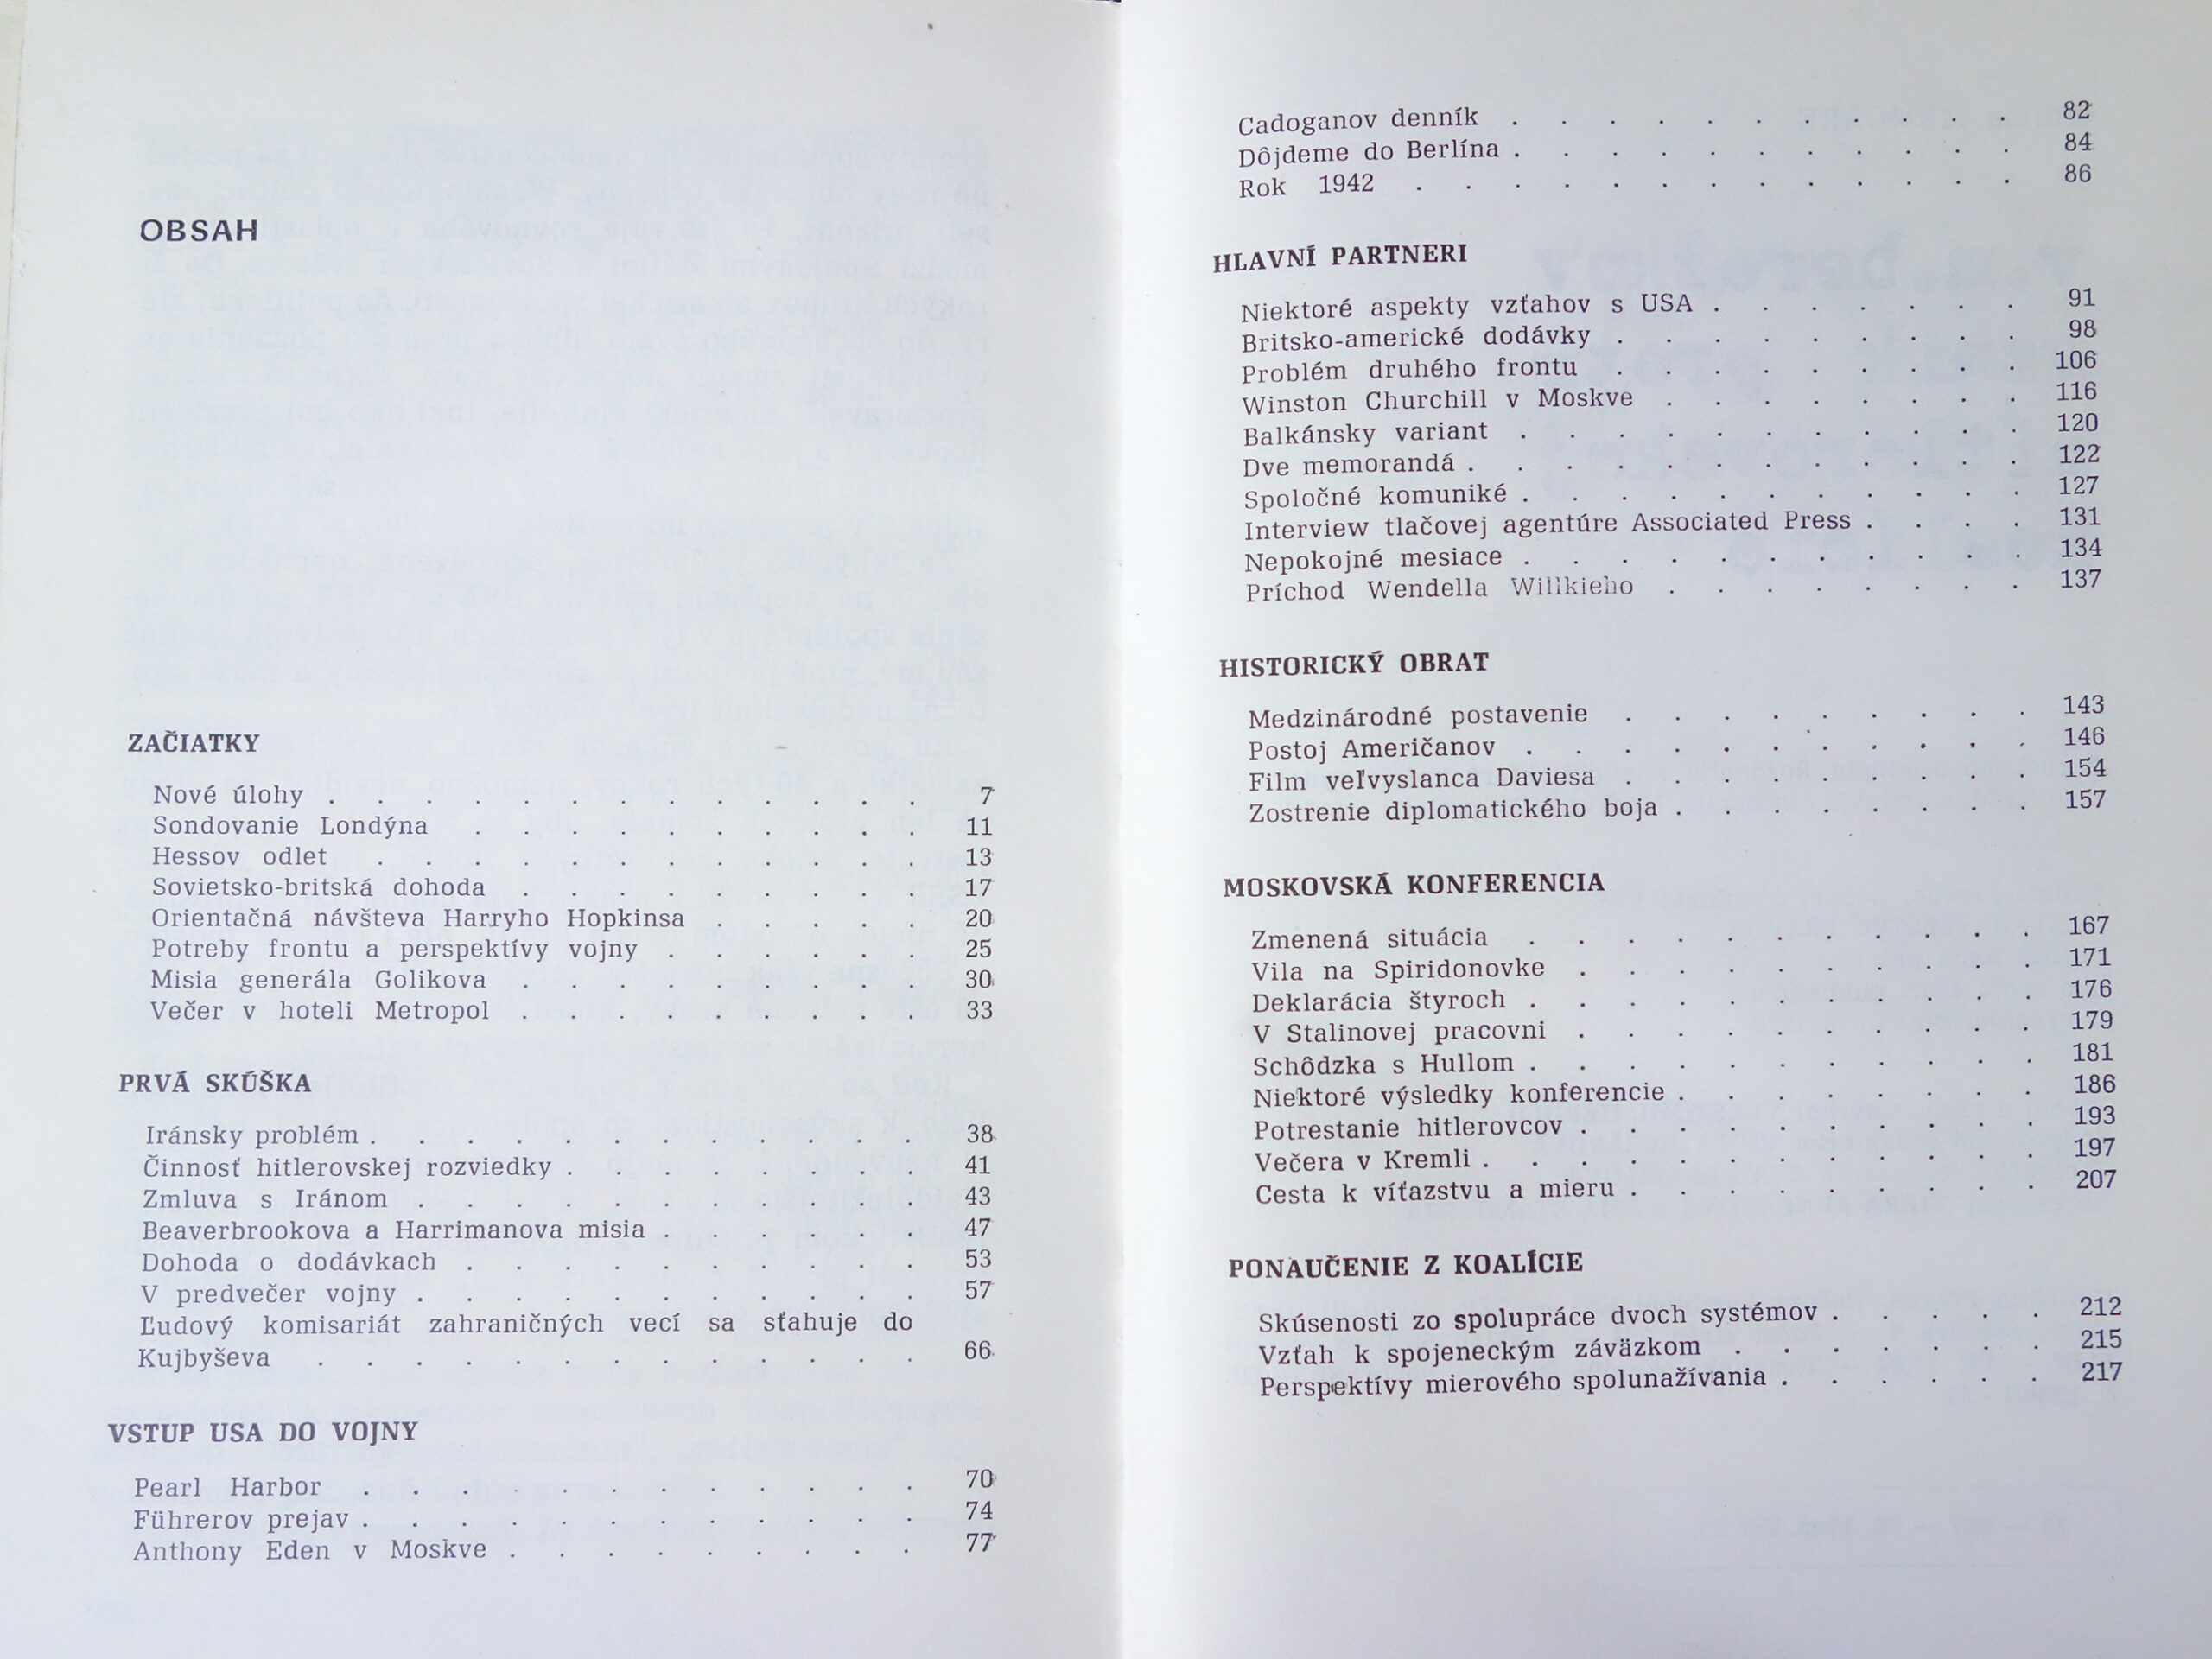 OBSAH
ZAČIATKY
Nové úlohy . . . . . . . . . . . . . 7
Sondovanie Londýna . . . . . . . . . . 11
Hessov odlet . . . . . . . . . . . . 13
Sovietsko-britská dohoda . . . . . . . . . 17
Orientačná návšteva Harryho Hopkinsa . . . . . 20
Potreby frontu a perspektívy vojny . . . . . . 25
Misia generála Golikova . . . . . . . . . 30
Večer v hoteli Metropol . . . . . . . . . 33
PRVÁ SKÚŠKA
Iránsky problém . . . . . . . . . . . . 38
Činnosť hitlerovskej rozviedky . . . . . . . . 41
Zmluva s Iránom . . . . . . . . . . . 43
Beaverbrookova a Harrimanova misia . . . . . . 47
Dohoda o dodávkach . . . . . . . . . . 53
V predvečer vojny . . . . . . . . . . . 57
Ľudový komisariát zahraničných vecí sa sťahuje do
Kujbyševa . . . . . . . . . . . . . 66
VSTUP USA DO VOJNY
Pearl Harbor . . . . . . . . . . . . 70
Führerov prejav . . . . . . . . . . . . 74
Anthony Eden v Moskve . . . . . . . . . 77
Cadoganov denník . . . . . . . . . . . 82
Dôjdeme do Berlína . . . . . . . . . . . 84
Rok 1942 . . . . . . . . . . . . . 86
HLAVNÍ PARTNERI
Niektoré aspekty vzťahov s USA . . . . . . . 91
Britsko-americké dodávky . . . . . . . . . 98
Problém druhého frontu . . . . . . . . . 106
Winston Churchill v Moskve . . . . . . . . 116
Balkánsky variant . . . . . . . . . . . 120
Dve memorandá . . . . . . . . . . . . 122
Spoločné komuniké . . . . . . . . . . . 127
Interview tlačovej agentúre Associated Press . . . . 131
Nepokojné mesiace . . . . . . . . . . . 134
Príchod Wendella Willkieho . . . . . . . . 137
HISTORICKÝ OBRAT
Medzinárodné postavenie . . . . . . . . . 143
Postoj Američanov . . . . . . . . . . . 146
Film veľvyslanca Daviesa . . . . . . . . . 154
Zostrenie diplomatického boja . . . . . . . . 157
MOSKOVSKÁ KONFERENCIA
Zmenená situácia . . . . . . . . . . . 167
Vila na Spiridonovke . . . . . . . . . . 171
Deklarácia štyroch . . . . . . . . . . . 176
V Stalinovej pracovni . . . . . . . . . . 179
Schôdzka s Hullom . . . . . . . . . . . 181
Niektoré výsledky konferencie . . . . . . . . 186
Potrestanie hitlerovcov . . . . . . . . . . 193
Večera v Kremli . . . . . . . . . . . . 197
Cesta k víťazstvu a mieru . . . . . . . . . 207
PONAUČENIE Z KOALÍCIE
Skúsenosti zo spolupráce dvoch systémov . . . . . 212
Vzťah k spojeneckým záväzkom . . . . . . . 215
Perspektívy mierového spolunažívania . . . . . . 217